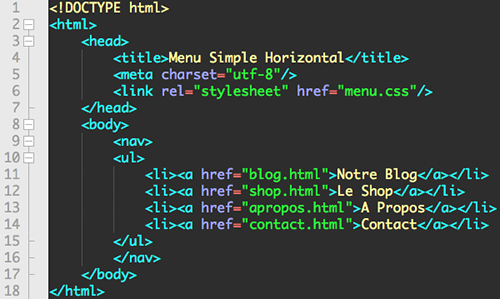 1 <!DOCTYPE html>
2 <html>
3 <head>
4 <title>Menu Simple Horizontal</title>
5 <meta charset="utf-8"/>
6 <link rel="stylesheet" href="menu.css"/>
7 </head>
8 <body>
9 <nav>
10 <ul>
11 <li><a href="blog.html">Notre Blog</a></li>
12 <li><a href="shop.html">Le Shop</a></li>
13 <li><a href="apropos.html">A Propos</a></li>
14 <li><a href="contact.html">Contact</a></li>
15 </ul>
16 </nav>
17 </body>
18 </html>